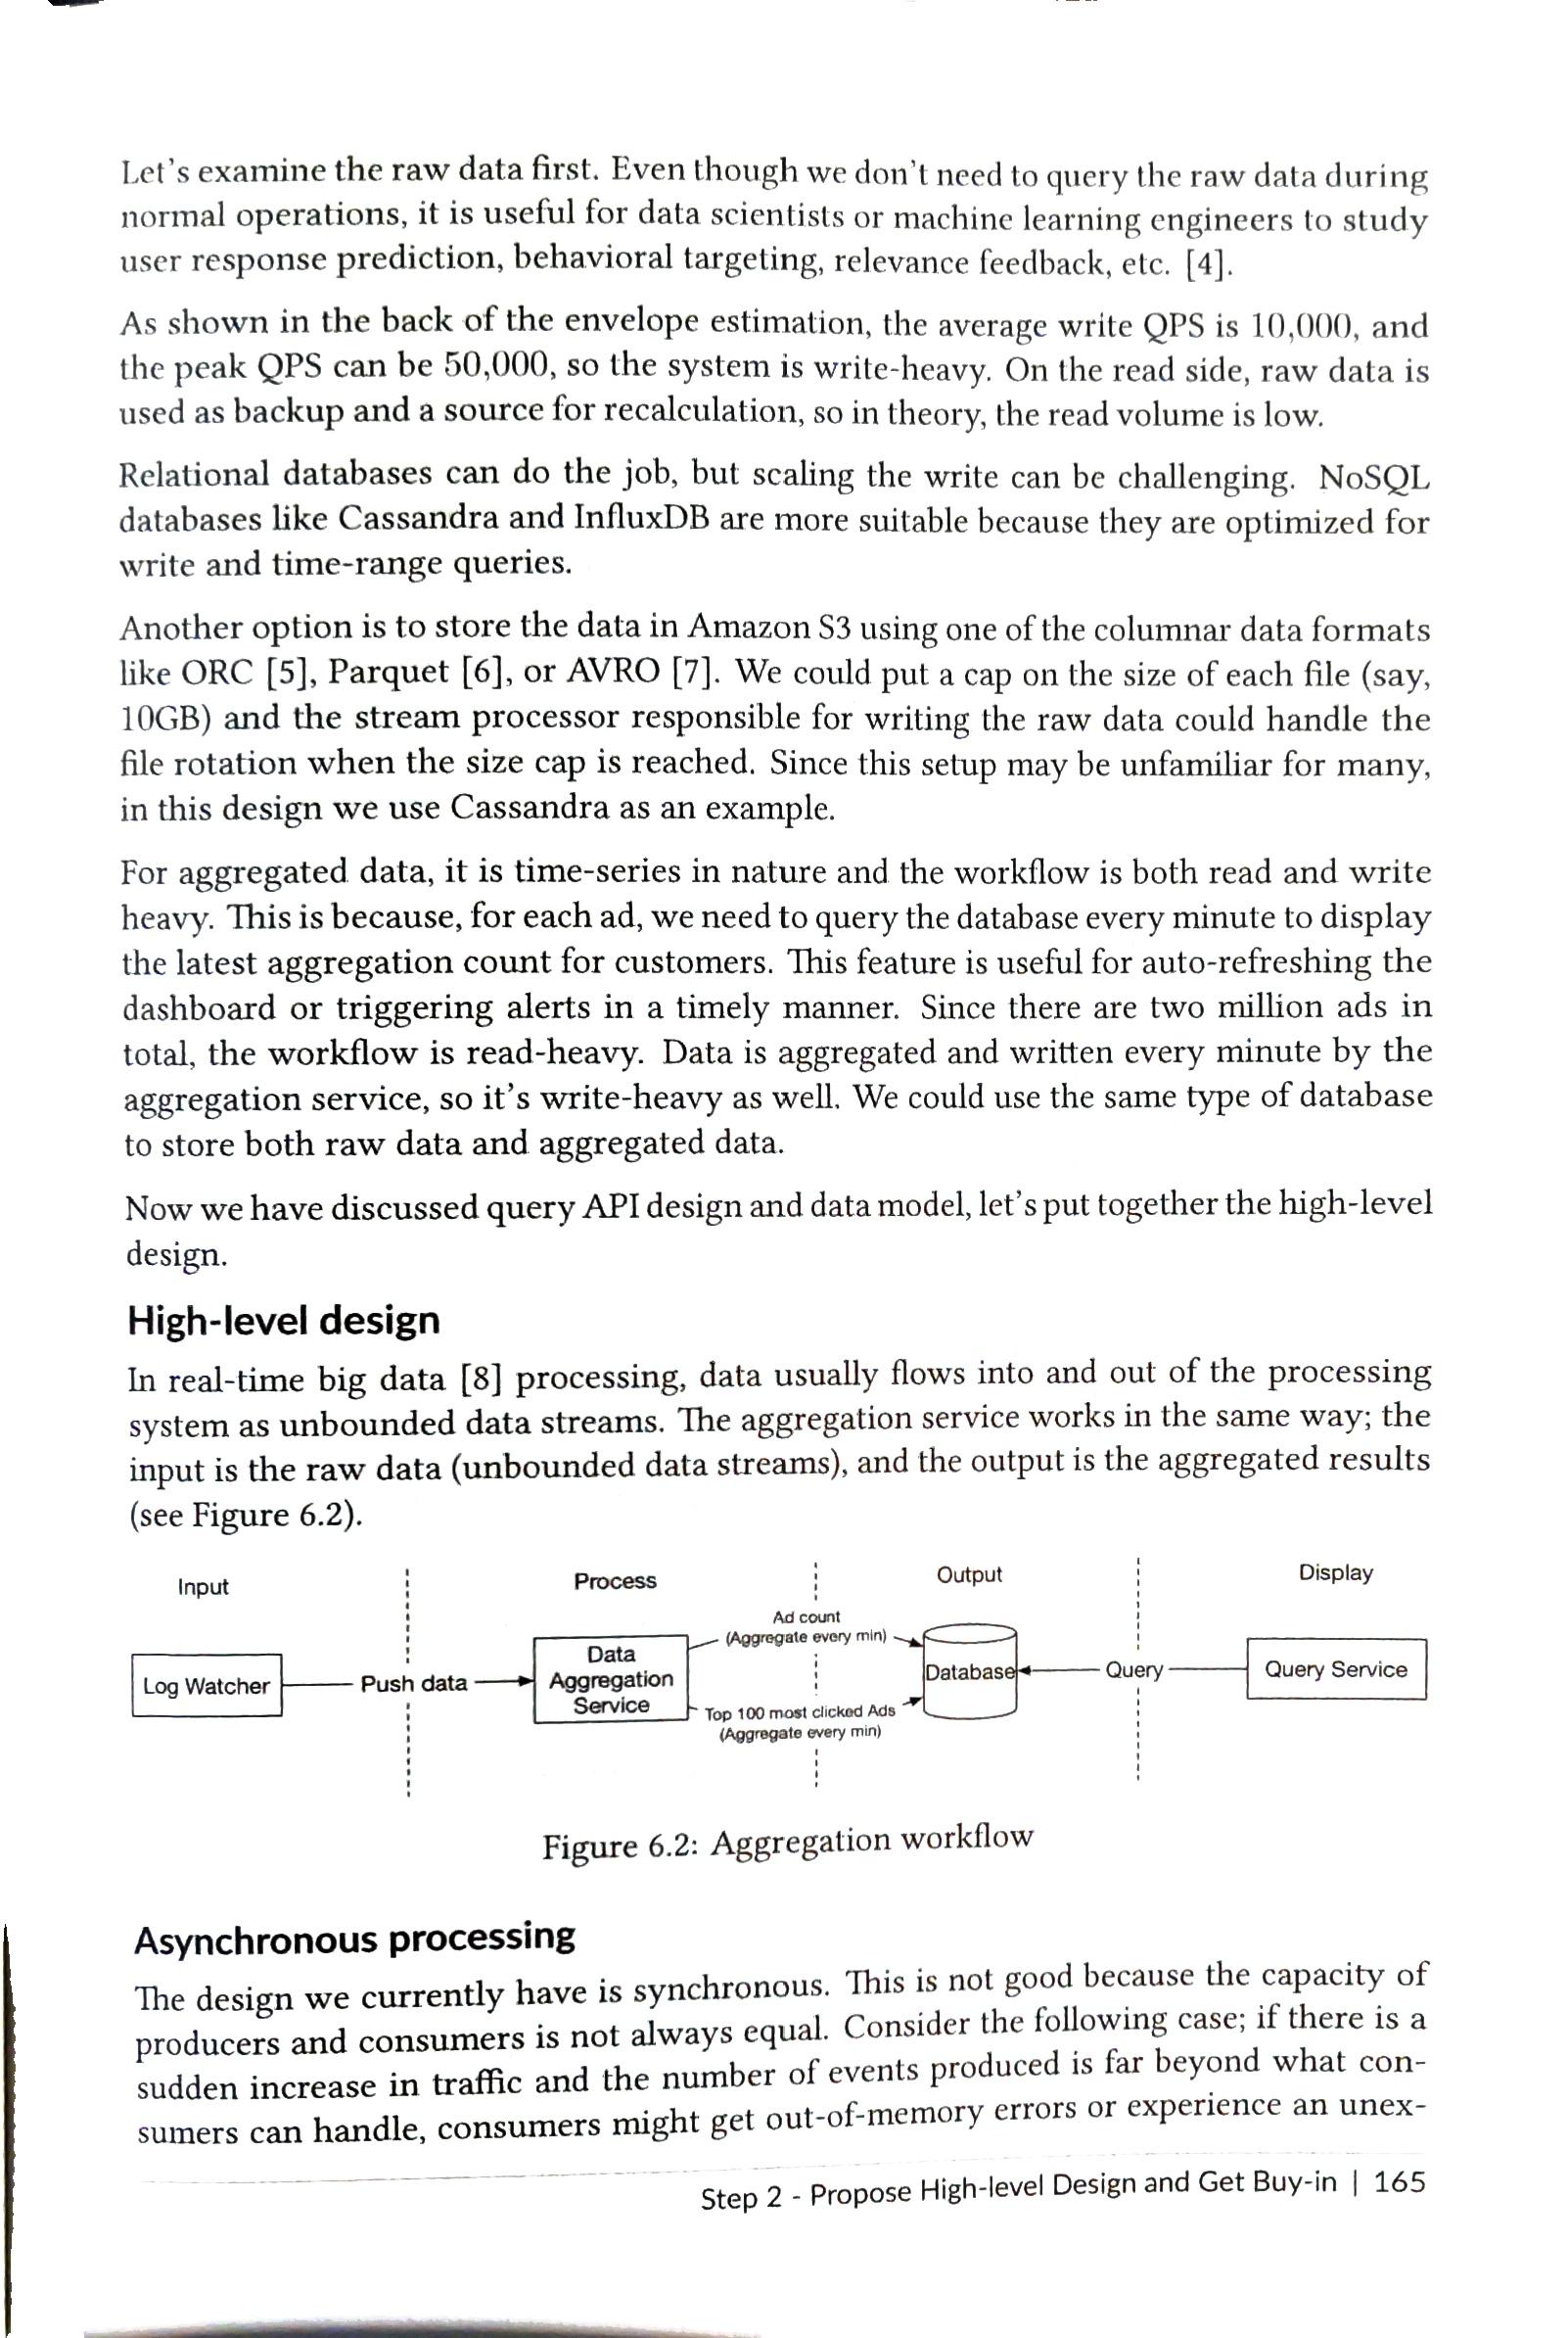 Let's examine the raw data first. Even though we don't need to query the raw data during
normal operations, it is useful for data scientists or machine learning engineers to study
user response prediction, behavioral targeting, relevance feedback, etc. [4].
As shown in the back of the envelope estimation, the average write QPS is 10,000, and
the peak QPS can be 50,000, so the system is write-heavy. On the read side, raw data is
used as backup and a source for recalculation, so in theory, the read volume is low.
Relational databases can do the job, but scaling the write can be challenging. NoSQL
databases like Cassandra and InfluxDB are more suitable because they are optimized for
write and time-range queries.
Another option is to store the data in Amazon S3 using one of the columnar data formats
like ORC [5], Parquet [6], or AVRO [7]. We could put a cap on the size of each file (say,
10GB) and the stream processor responsible for writing the raw data could handle the
file rotation when the size cap is reached. Since this setup may be unfamiliar for many,
in this design we use Cassandra as an example.
For aggregated data, it is time-series in nature and the workflow is both read and write
heavy. This is because, for each ad, we need to query the database every minute to display
the latest aggregation count for customers. This feature is useful for auto-refreshing the
dashboard or triggering alerts in a timely manner. Since there are two million ads in
total, the workflow is read-heavy. Data is aggregated and written every minute by the
aggregation service, so it's write-heavy as well. We could use the same type of database
to store both raw data and aggregated data.
Now we have discussed query API design and data model, let's put together the high-level
design.
High-level design
In real-time big data [8] processing, data usually flows into and out of the processing
system as unbounded data streams. The aggregation service works in the same way; the
input is the raw data (unbounded data streams), and the output is the aggregated results
(see Figure 6.2).
Input
Process
Output
Display
Log Watcher
Push data
Data
Aggregation
Service
Ad count
(Aggregate every min)
Top 100 most clicked Ads
(Aggregate every min)
Database
Query
Query Service
Figure 6.2: Aggregation workflow
Asynchronous processing
The design we currently have is synchronous. This is not good because the capacity of
producers and consumers is not always equal. Consider the following case; if there is a
sudden increase in traffic and the number of events produced is far beyond what con-
sumers can handle, consumers might get out-of-memory errors or experience an unex-
Step 2 - Propose High-level Design and Get Buy-in | 165